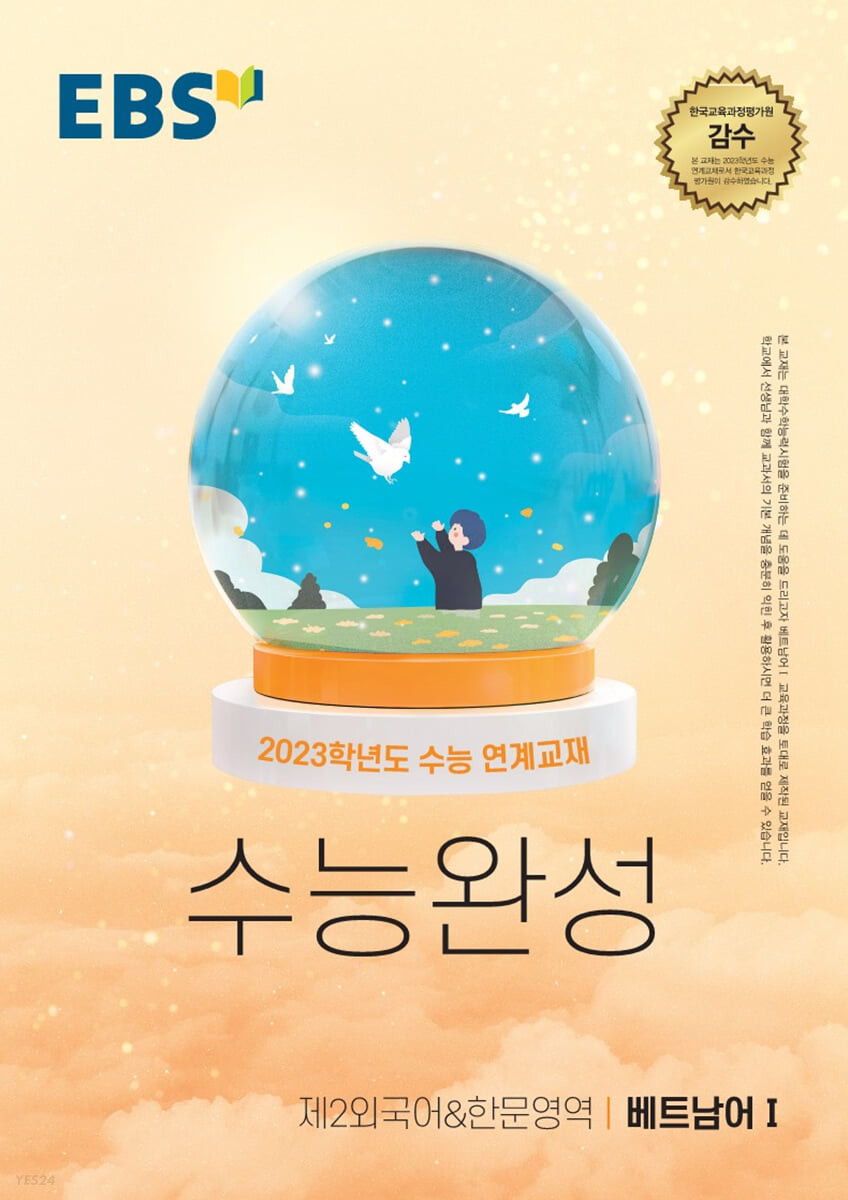 EBS
한국교육과정평가원
감수
본 교재는 2023학년도 수능
연계교재로서 한국교육과정
평가원이 감수하였습니다.
본 교재는 대학수학능력시험을 준비하는 데 도움을 드리고자 베트남어Ⅰ 교육과정을 토대로 제작된 교재입니다.
학교에서 선생님과 함께 교과서의 기본 개념을 충분히 익힌 후 활용하시면 더 큰 학습 효과를 얻을 수 있습니다.
2023학년도 수능 연계교재
수능완성
제2외국어&한문영역 | 베트남어 Ⅰ
YES24